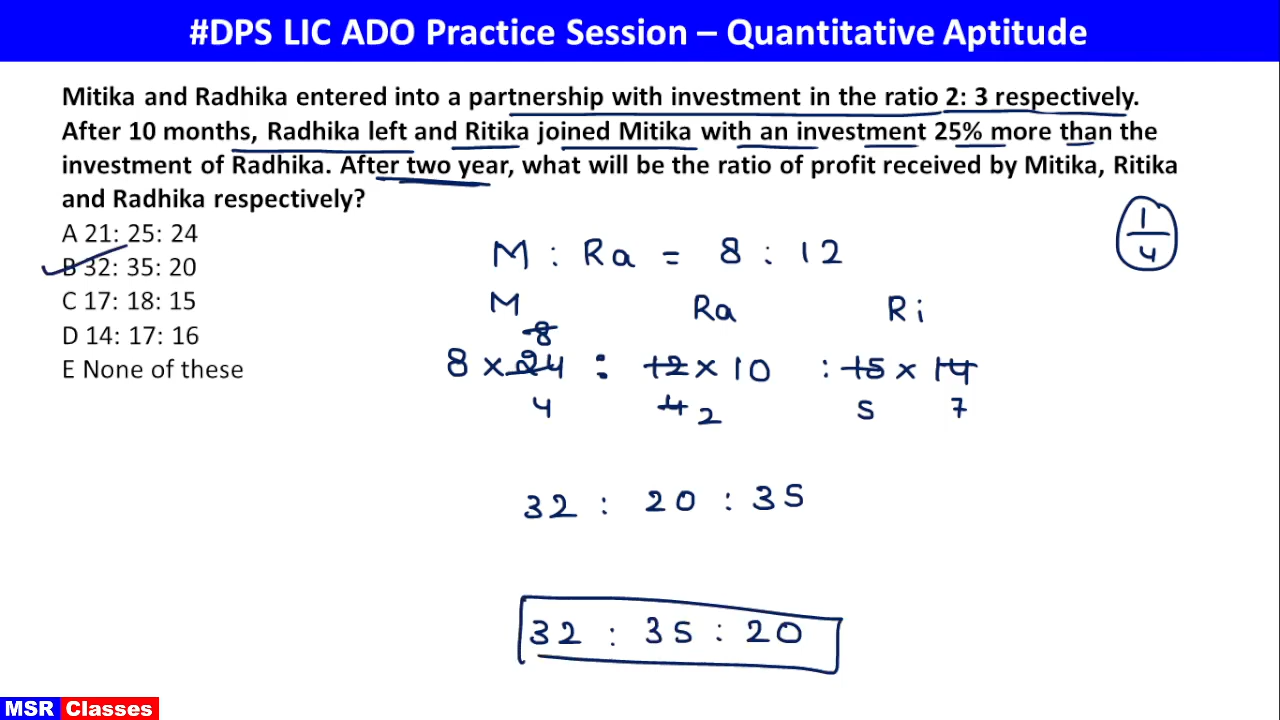 #DPS LIC ADO Practice Session – Quantitative Aptitude
Mitika and Radhika entered into a partnership with investment in the ratio 2: 3 respectively.
After 10 months, Radhika left and Ritika joined Mitika with an investment 25% more than the
investment of Radhika. After two year, what will be the ratio of profit received by Mitika, Ritika
and Radhika respectively?
A 21: 25: 24
B 32: 35: 20
C 17: 18: 15
D 14: 17: 16
E None of these
1
4
M : Ra = 8 : 12
M Ra Ri
8
8 × 24 : 12 × 10 : 15 × 14
4 4 2 5 7
32 : 20 : 35
32 : 35 : 20
MSR Classes